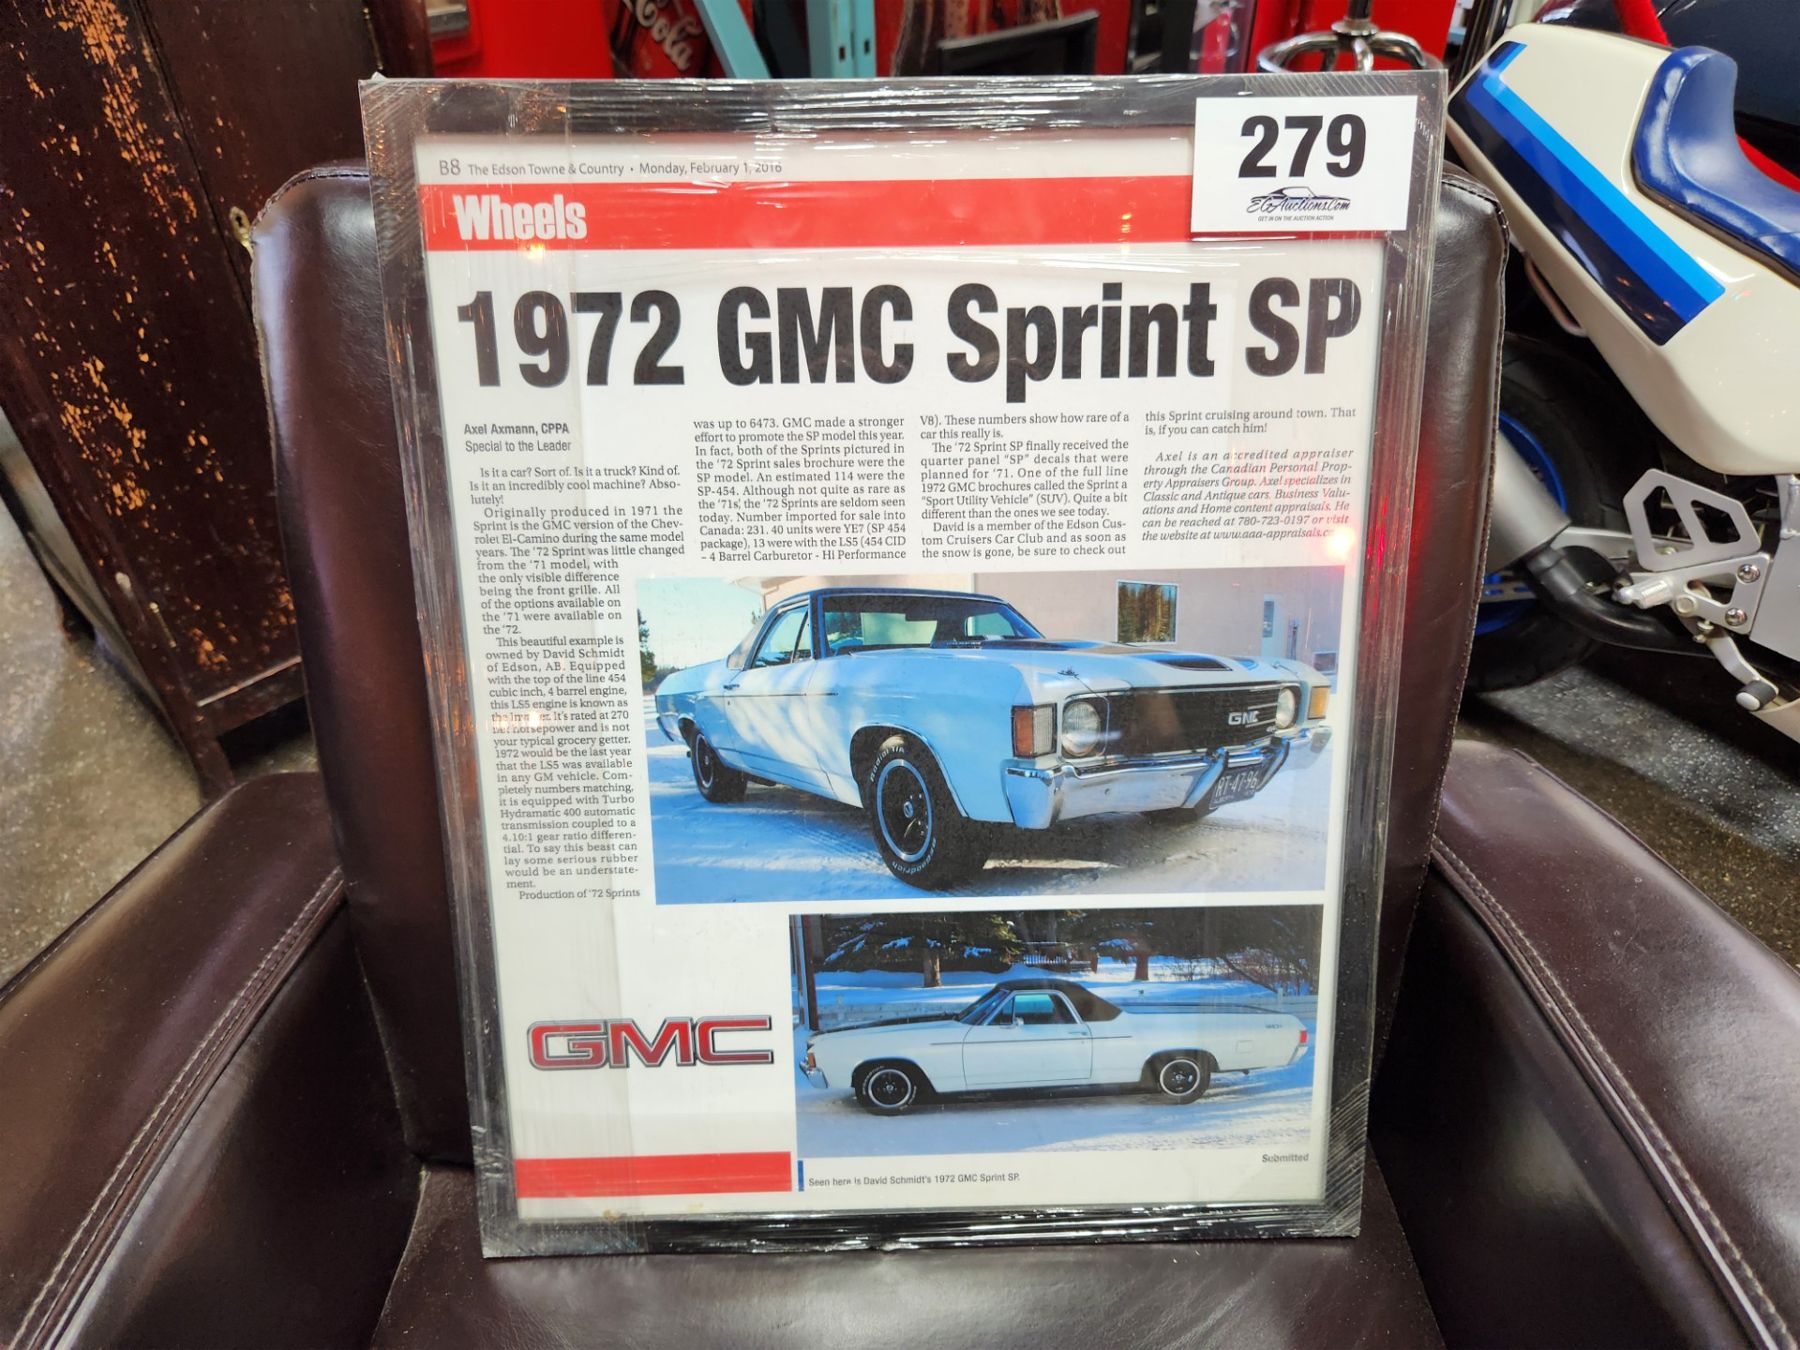 Cola
279
EGAuctions.Com
GET IN ON THE AUCTION ACTION
B8 The Edson Towne & Country • Monday, February 1, 2016
Wheels
1972 GMC Sprint SP
Axel Axmann, CPPA
Special to the Leader
Is it a car? Sort of. Is it a truck? Kind of.
Is it an incredibly cool machine? Abso-
lutely!
Originally produced in 1971 the
Sprint is the GMC version of the Chev-
rolet El-Camino during the same model
years. The '72 Sprint was little changed
from the '71 model, with
the only visible difference
being the front grille. All
of the options available on
the '71 were available on
the '72.
This beautiful example is
owned by David Schmidt
of Edson, AB. Equipped
with the top of the line 454
cubic inch, 4 barrel engine,
this LS5 engine is known as
the It's rated at 270
net horsepower and is not
your typical grocery getter.
1972 would be the last year
that the LS5 was available
in any GM vehicle. Com-
pletely numbers matching,
it is equipped with Turbo
Hydramatic 400 automatic
transmission coupled to a
4.10:1 gear ratio differen-
tial. To say this beast can
lay some serious rubber
would be an understate-
ment.
Production of '72 Sprints
was up to 6473. GMC made a stronger
effort to promote the SP model this year.
In fact, both of the Sprints pictured in
the '72 Sprint sales brochure were the
SP model. An estimated 114 were the
SP-454. Although not quite as rare as
the '71s', the '72 Sprints are seldom seen
today. Number imported for sale into
Canada: 231. 40 units were YE7 (SP 454
package), 13 were with the LS5 (454 CID
– 4 Barrel Carburetor - Hi Performance
V8). These numbers show how rare of a
car this really is.
The '72 Sprint SP finally received the
quarter panel "SP" decals that were
planned for '71. One of the full line
1972 GMC brochures called the Sprint a
"Sport Utility Vehicle" (SUV). Quite a bit
different than the ones we see today.
David is a member of the Edson Cus-
tom Cruisers Car Club and as soon as
the snow is gone, be sure to check out
this Sprint cruising around town. That
is, if you can catch him!
Axel is an accredited appraiser
through the Canadian Personal Prop-
erty Appraisers Group. Axel specializes in
Classic and Antique cars, Business Valu-
ations and Home content appraisals. He
can be reached at 780-723-0197 or visit
the website at www.aaa-appraisals.c
GMC
RT-47-96
Radial T/A
BFGoodrich
GMC
Submitted
Seen here is David Schmidt's 1972 GMC Sprint SP.